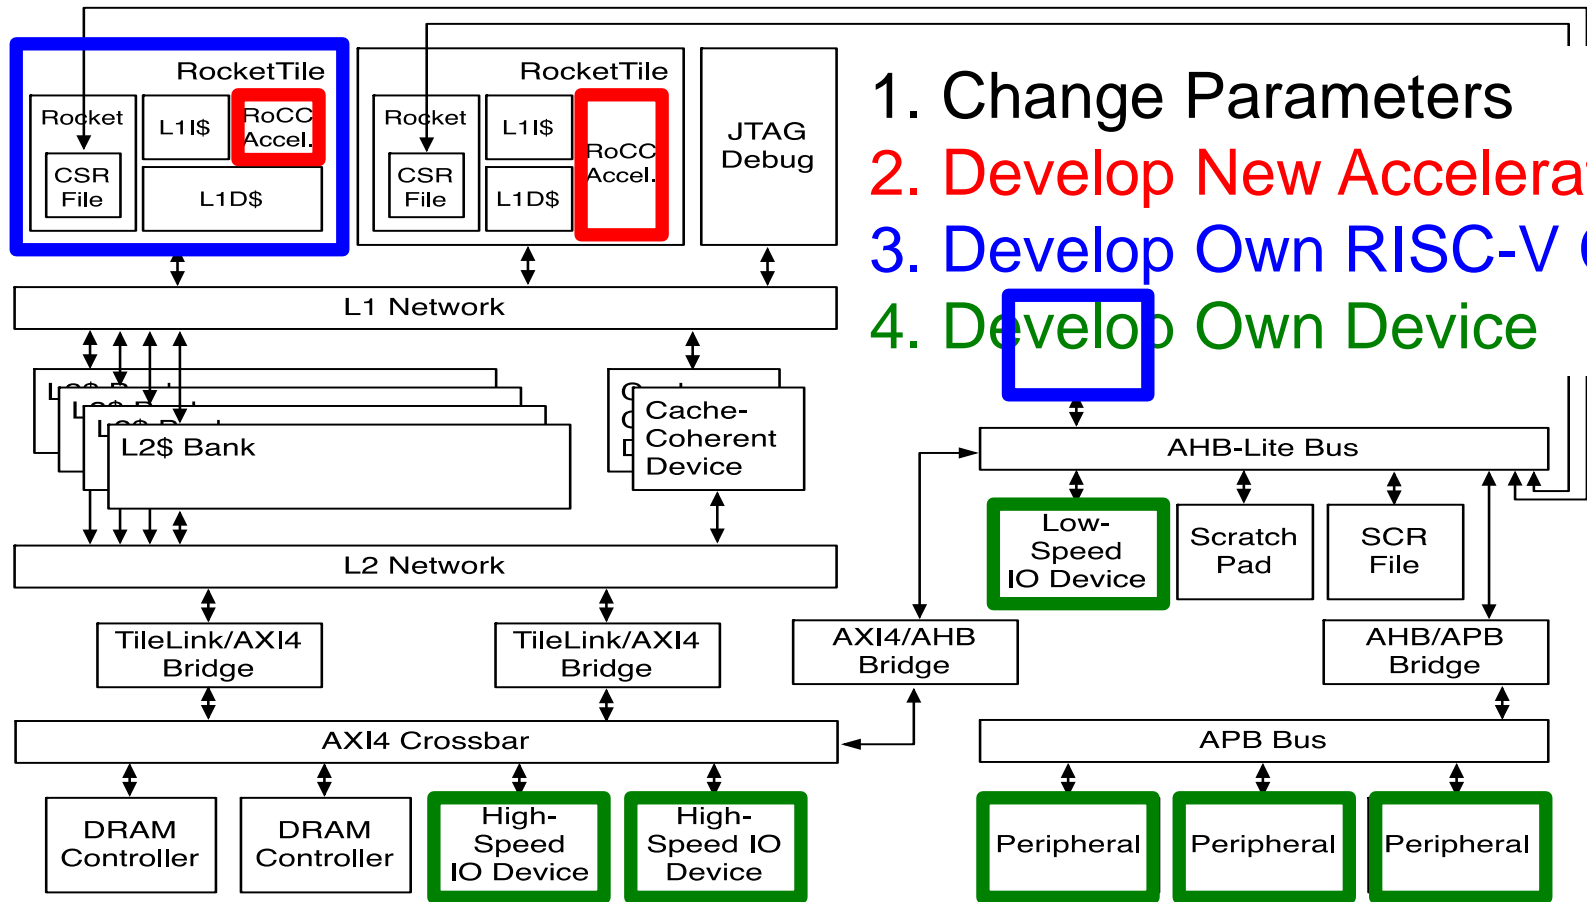 RocketTile
Rocket
L1I$
RoCC
Accel.
CSR
File
L1D$
RocketTile
Rocket
L1I$
RoCC
Accel.
CSR
File
L1D$
JTAG
Debug
1. Change Parameters
2. Develop New
3. Develop Own RISC-V
4. Develop Own Device
L1 Network
L2$ Bank
Cache-
Coherent
Device
AHB-Lite Bus
Low-
Speed
IO Device
Scratch
Pad
SCR
File
L2 Network
TileLink/AXI4
Bridge
TileLink/AXI4
Bridge
AXI4/AHB
Bridge
AHB/APB
Bridge
AXI4 Crossbar
APB Bus
DRAM
Controller
DRAM
Controller
High-
Speed
IO Device
High-
Speed IO
Device
Peripheral
Peripheral
Peripheral